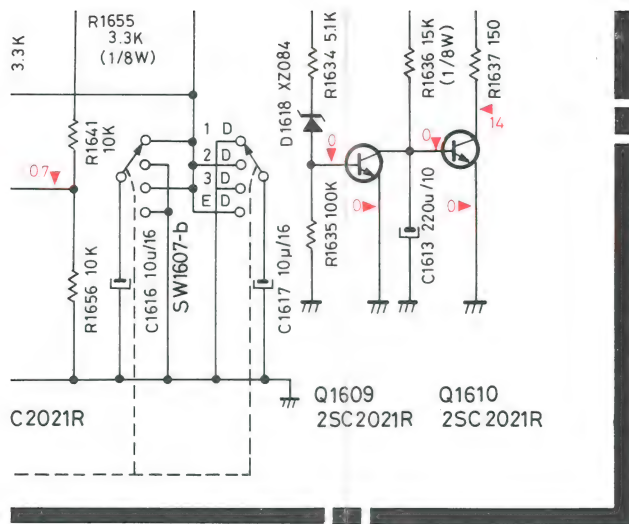 3.3K
R1655
3.3K
(1/8W)
R1641
10K
07
R1656 10K
C1616 10u/16
SW1607-b
1 D
2 D
3 D
E D
C1617 10µ/16
D1618 XZ084
R1634 5.1K
0
R1635 100K
0
R1636 15K
(1/8W)
0
C1613 220u/10
R1637 150
14
0
C2021R
Q1609
2SC2021R
Q1610
2SC2021R